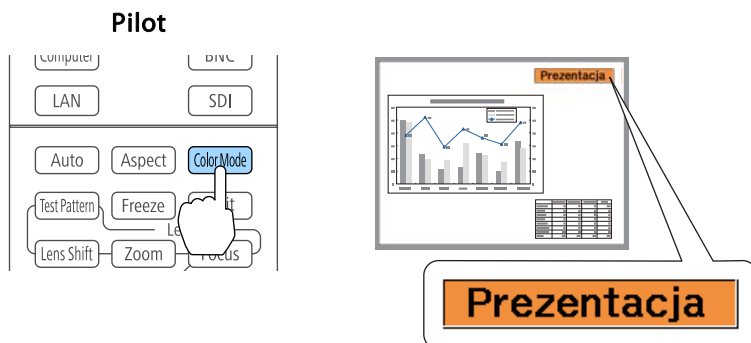 Pilot
Computer BNC
LAN SDI
Auto Aspect Color Mode
Test Pattern Freeze
Lens Shift Zoom Focus
Prezentacja
Prezentacja